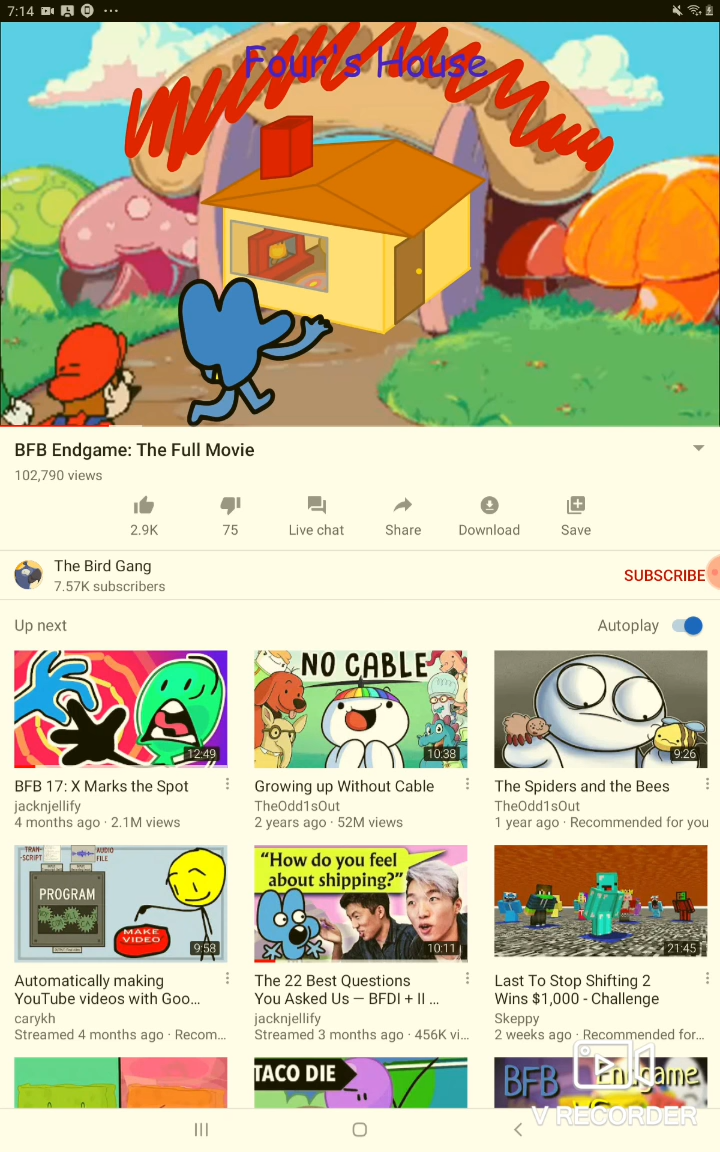 7:14
Four's House
BFB Endgame: The Full Movie
102,790 views
2.9K
75
Live chat
Share
Download
Save
The Bird Gang
7.57K subscribers
SUBSCRIBE
Up next
Autoplay
12:49
BFB 17: X Marks the Spot
jacknjellify
4 months ago · 2.1M views
NO CABLE
10:38
Growing up Without Cable
TheOdd1sOut
2 years ago · 52M views
9:26
The Spiders and the Bees
TheOdd1sOut
1 year ago · Recommended for you
TRAN-
-SCRIPT
AUDIO
FILE
PROGRAM
MAKE
VIDEO
9:58
Automatically making
YouTube videos with Goo...
carykh
Streamed 4 months ago · Recom...
“How do you feel
about shipping?”
10:11
The 22 Best Questions
You Asked Us — BFDI + II ...
jacknjellify
Streamed 3 months ago · 456K vi...
21:45
Last To Stop Shifting 2
Wins $1,000 - Challenge
Skeppy
2 weeks ago · Recommended for...
TACO DIE
BFB Endgame
V RECORDER